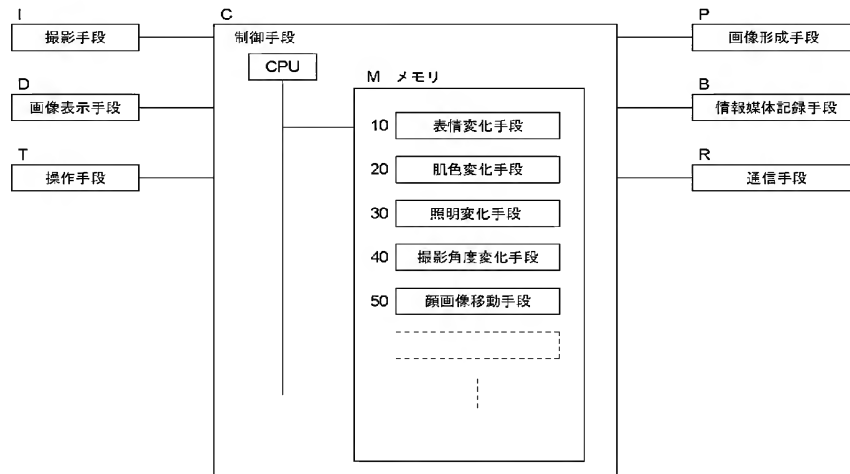 I
撮影手段
D
画像表示手段
T
操作手段
C
制御手段
CPU
M メモリ
10 表情変化手段
20 肌色変化手段
30 照明変化手段
40 撮影角度変化手段
50 顔画像移動手段
P
画像形成手段
B
情報媒体記録手段
R
通信手段